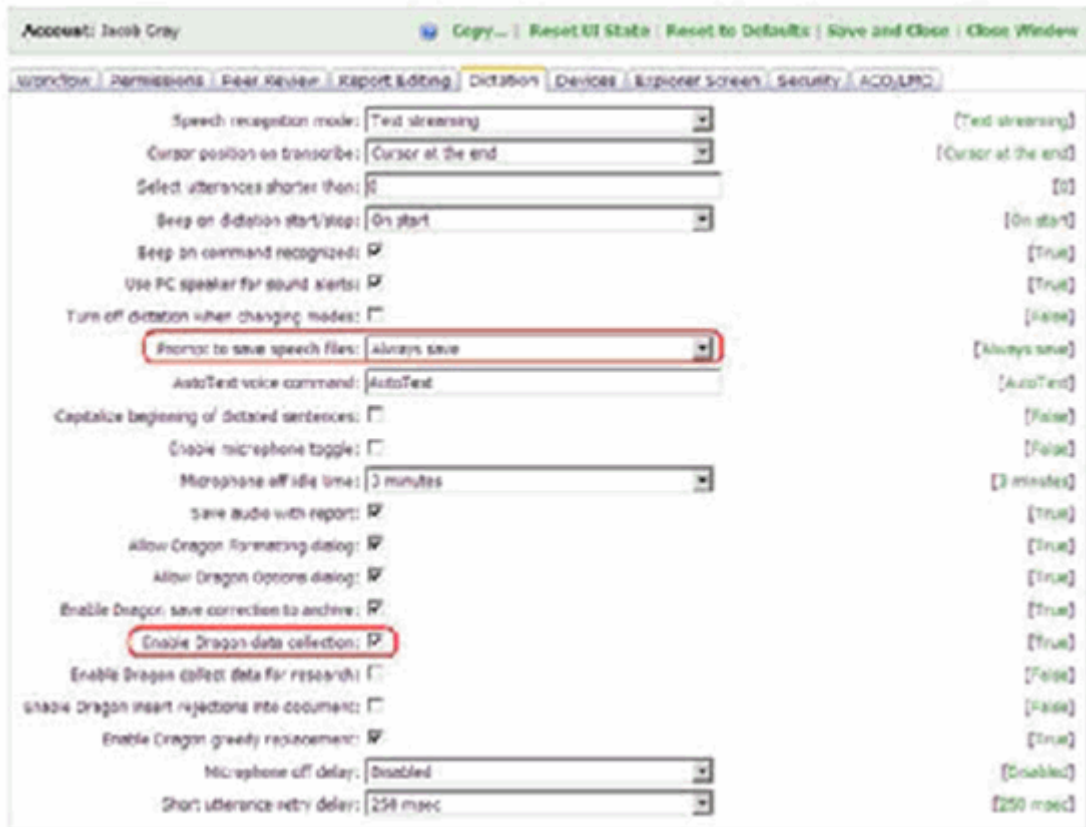 Account: Jacob Gray Copy... | Reset UI State | Reset to Defaults | Save and Close | Close Window
Workflow Permissions Peer Review Report Editing Dictation Devices Explorer Screen Security ACO/LMO
Speech recognition mode: Text streaming [Text streaming]
Cursor position on transcribe: Cursor at the end [Cursor at the end]
Select utterances shorter than: 0 [0]
Beep on dictation start/stop: On start [On start]
Beep on command recognized: [True]
Use PC speaker for sound alerts: [True]
Turn off dictation when changing modes: [False]
Prompt to save speech files: Always save [Always save]
AutoText voice command: AutoText [AutoText]
Capitalize beginning of dictated sentences: [False]
Enable microphone toggle: [False]
Microphone off idle time: 3 minutes [3 minutes]
Save audio with report: [True]
Allow Dragon Formatting dialog: [True]
Allow Dragon Options dialog: [True]
Enable Dragon save correction to archive: [True]
Enable Dragon data collection: [True]
Enable Dragon collect data for research: [False]
Enable Dragon insert rejections into document: [False]
Enable Dragon greedy replacement: [True]
Microphone off delay: Disabled [Disabled]
Short utterance retry delay: 250 msec [250 msec]